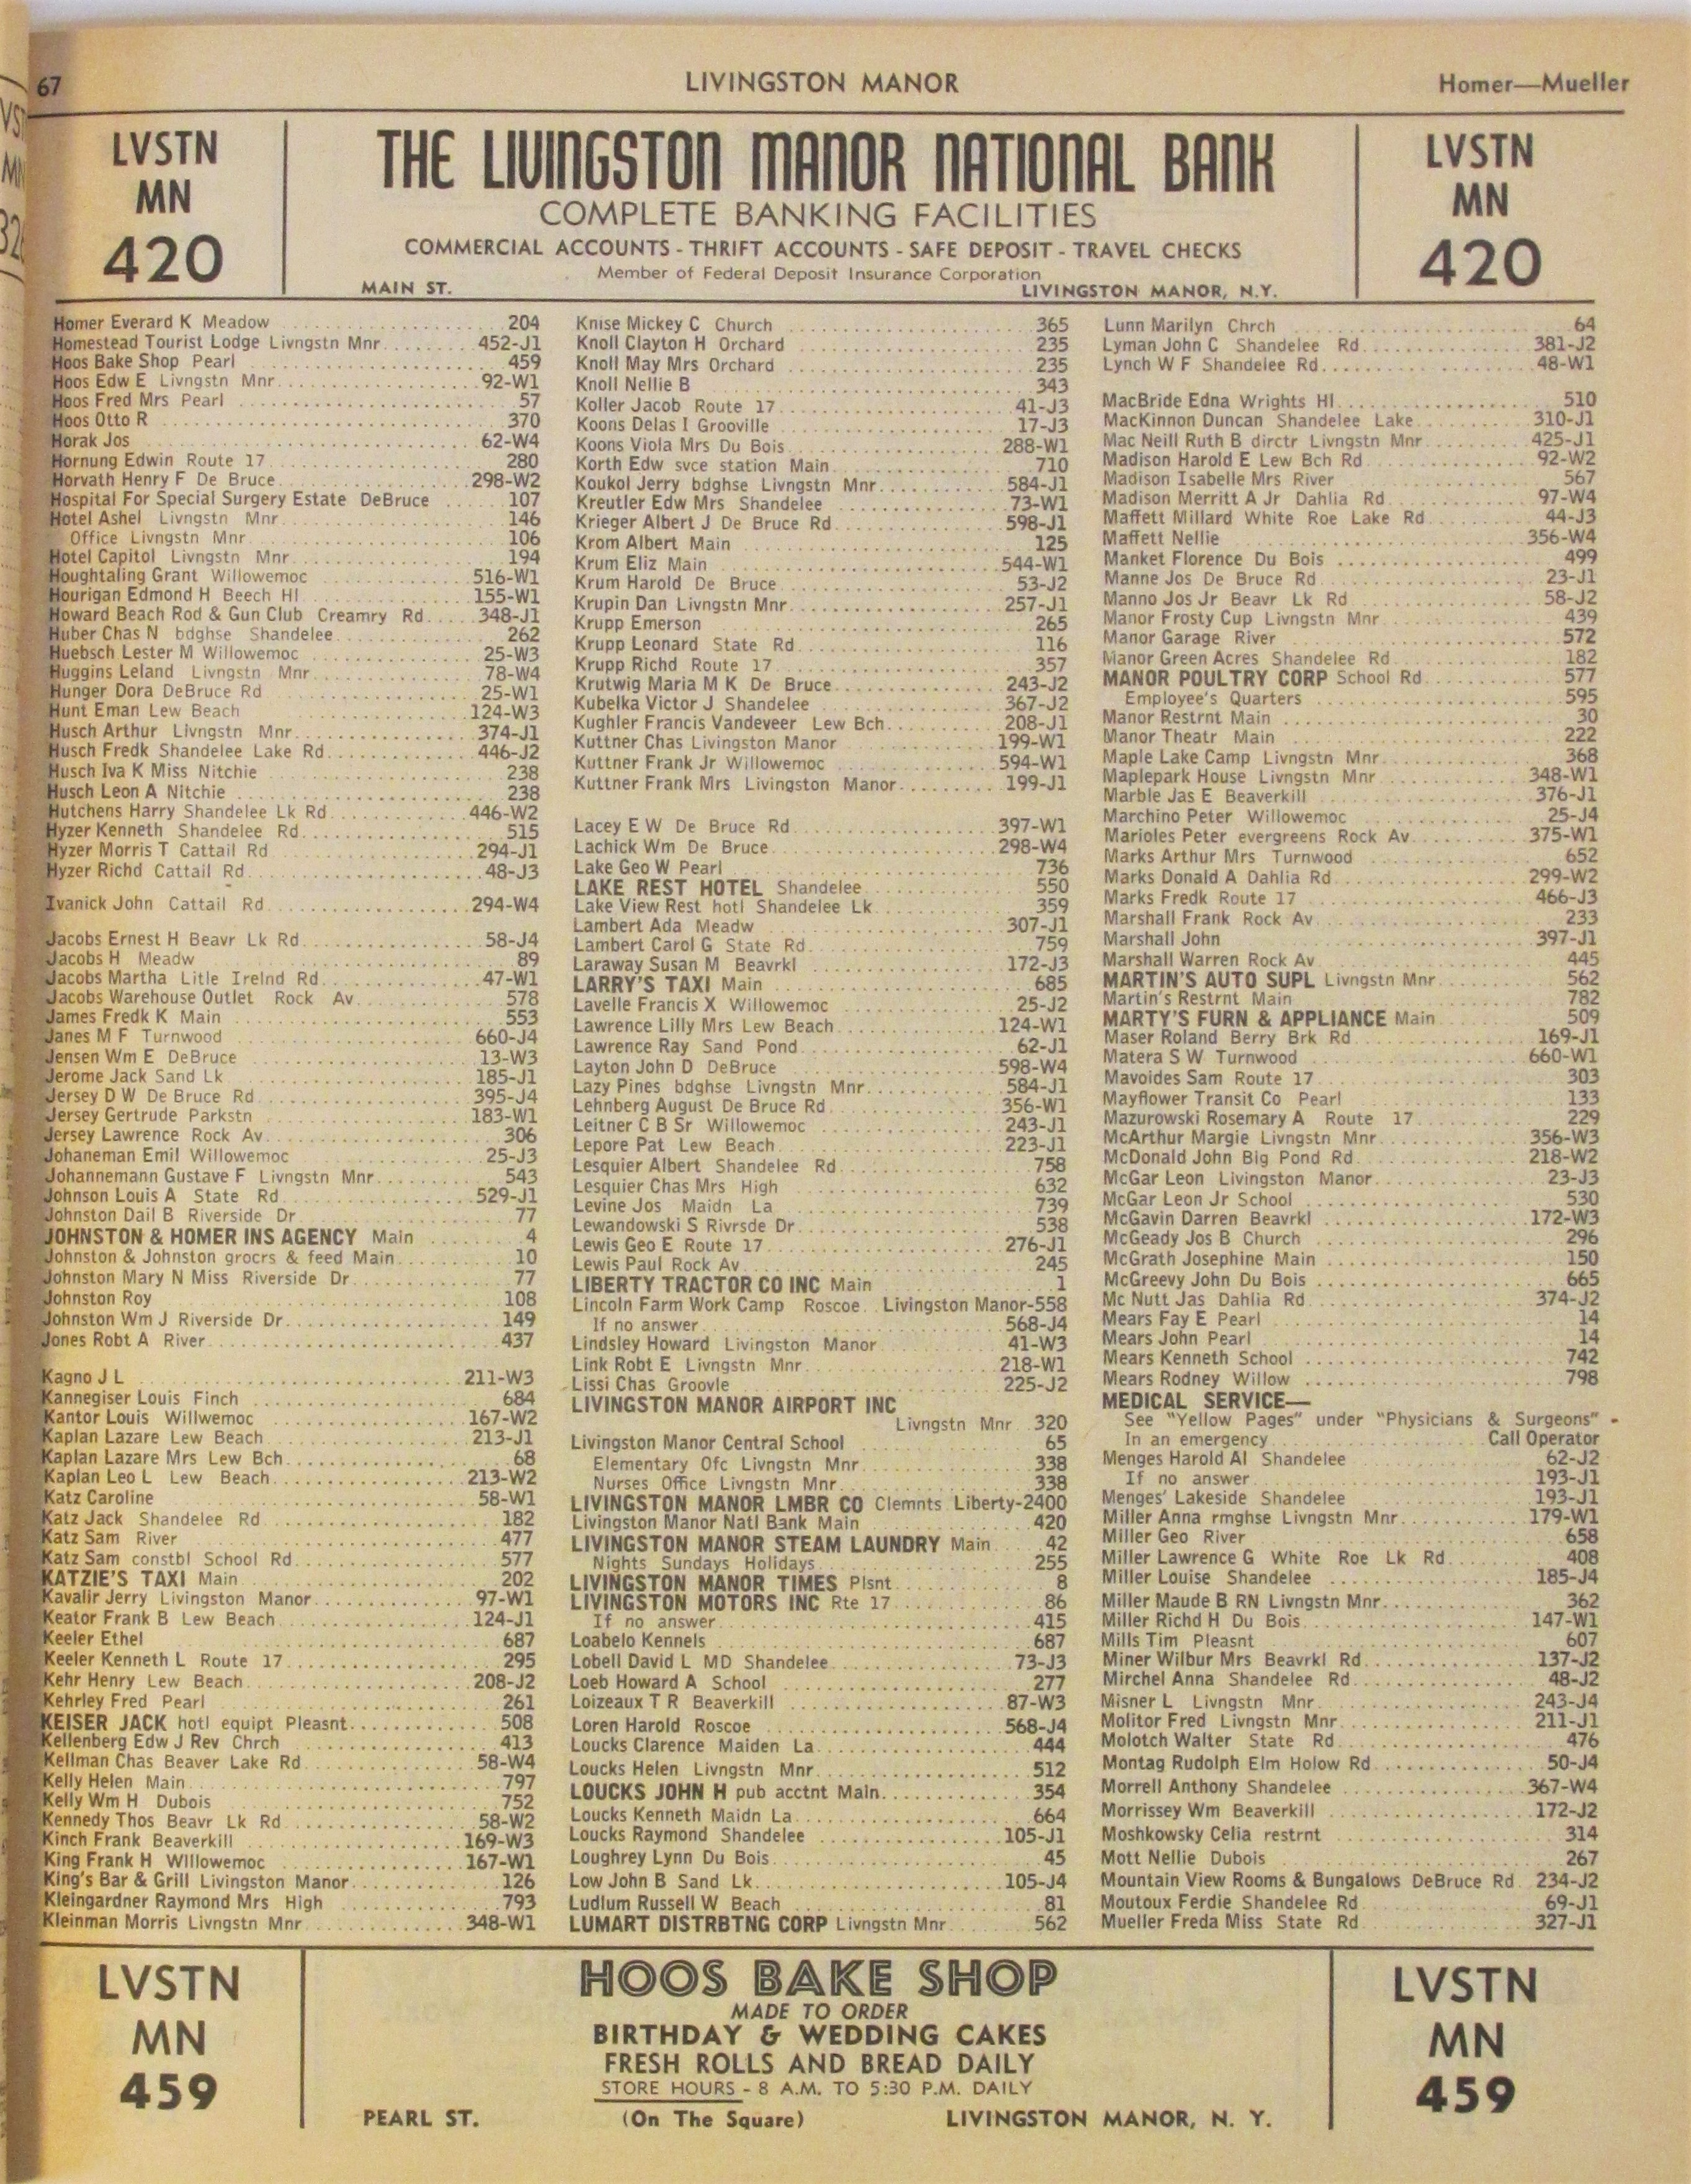 67
LIVINGSTON MANOR
Homer—Mueller
LVSTN
MN
420
THE LIVINGSTON MANOR NATIONAL BANK
COMPLETE BANKING FACILITIES
COMMERCIAL ACCOUNTS - THRIFT ACCOUNTS - SAFE DEPOSIT - TRAVEL CHECKS
Member of Federal Deposit Insurance Corporation
MAIN ST.
LIVINGSTON MANOR, N.Y.
LVSTN
MN
420
Homer Everard K Meadow 204
Homestead Tourist Lodge Livngstn Mnr 452-J1
Hoos Bake Shop Pearl 459
Hoos Edw E Livngstn Mnr 92-W1
Hoos Fred Mrs Pearl 57
Hoos Otto R 370
Horak Jos 62-W4
Hornung Edwin Route 17 280
Horvath Henry F De Bruce 298-W2
Hospital For Special Surgery Estate DeBruce 107
Hotel Ashel Livngstn Mnr 146
Office Livngstn Mnr 106
Hotel Capitol Livngstn Mnr 194
Houghtaling Grant Willowemoc 516-W1
Hourigan Edmond H Beech Hl 155-W1
Howard Beach Rod & Gun Club Creamry Rd 348-J1
Huber Chas N bdghse Shandelee 262
Huebsch Lester M Willowemoc 25-W3
Huggins Leland Livngstn Mnr 78-W4
Hunger Dora DeBruce Rd 25-W1
Hunt Eman Lew Beach 124-W3
Husch Arthur Livngstn Mnr 374-J1
Husch Fredk Shandelee Lake Rd 446-J2
Husch Iva K Miss Nitchie 238
Husch Leon A Nitchie 238
Hutchens Harry Shandelee Lk Rd 446-W2
Hyzer Kenneth Shandelee Rd 515
Hyzer Morris T Cattail Rd 294-J1
Hyzer Richd Cattail Rd 48-J3
Ivanick John Cattail Rd 294-W4
Jacobs Ernest H Beavr Lk Rd 58-J4
Jacobs H Meadw 89
Jacobs Martha Litle Irelnd Rd 47-W1
Jacobs Warehouse Outlet Rock Av 578
James Fredk K Main 553
Janes M F Turnwood 660-J4
Jensen Wm E DeBruce 13-W3
Jerome Jack Sand Lk 185-J1
Jersey D W De Bruce Rd 395-J4
Jersey Gertrude Parkstn 183-W1
Jersey Lawrence Rock Av 306
Johaneman Emil Willowemoc 25-J3
Johannemann Gustave F Livngstn Mnr 543
Johnson Louis A State Rd 529-J1
Johnston Dail B Riverside Dr 77
JOHNSTON & HOMER INS AGENCY Main 4
Johnston & Johnston grocrs & feed Main 10
Johnston Mary N Miss Riverside Dr 77
Johnston Roy 108
Johnston Wm J Riverside Dr 149
Jones Robt A River 437
Kagno J L 211-W3
Kannegiser Louis Finch 684
Kantor Louis Willwemoc 167-W2
Kaplan Lazare Lew Beach 213-J1
Kaplan Lazare Mrs Lew Bch 68
Kaplan Leo L Lew Beach 213-W2
Katz Caroline 58-W1
Katz Jack Shandelee Rd 182
Katz Sam River 477
Katz Sam constbl School Rd 577
KATZIE'S TAXI Main 202
Kavalir Jerry Livingston Manor 97-W1
Keator Frank B Lew Beach 124-J1
Keeler Ethel 687
Keeler Kenneth L Route 17 295
Kehr Henry Lew Beach 208-J2
Kehrley Fred Pearl 261
KEISER JACK hotl equipt Pleasnt 508
Kellenberg Edw J Rev Chrch 413
Kellman Chas Beaver Lake Rd 58-W4
Kelly Helen Main 797
Kelly Wm H Dubois 752
Kennedy Thos Beavr Lk Rd 58-W2
Kinch Frank Beaverkill 169-W3
King Frank H Willowemoc 167-W1
King's Bar & Grill Livingston Manor 126
Kleingardner Raymond Mrs High 793
Kleinman Morris Livngstn Mnr 348-W1
Knise Mickey C Church 365
Knoll Clayton H Orchard 235
Knoll May Mrs Orchard 235
Knoll Nellie B 343
Koller Jacob Route 17 41-J3
Koons Delas I Grooville 17-J3
Koons Viola Mrs Du Bois 288-W1
Korth Edw svce station Main 710
Koukol Jerry bdghse Livngstn Mnr 584-J1
Kreutler Edw Mrs Shandelee 73-W1
Krieger Albert J De Bruce Rd 598-J1
Krom Albert Main 125
Krum Eliz Main 544-W1
Krum Harold De Bruce 53-J2
Krupin Dan Livngstn Mnr 257-J1
Krupp Emerson 265
Krupp Leonard State Rd 116
Krupp Richd Route 17 357
Krutwig Maria M K De Bruce 243-J2
Kubelka Victor J Shandelee 367-J2
Kughler Francis Vandeveer Lew Bch 208-J1
Kuttner Chas Livingston Manor 199-W1
Kuttner Frank Jr Willowemoc 594-W1
Kuttner Frank Mrs Livingston Manor 199-J1
Lacey E W De Bruce Rd 397-W1
Lachick Wm De Bruce 298-W4
Lake Geo W Pearl 736
LAKE REST HOTEL Shandelee 550
Lake View Rest hotl Shandelee Lk 359
Lambert Ada Meadw 307-J1
Lambert Carol G State Rd 759
Laraway Susan M Beavrkl 172-J3
LARRY'S TAXI Main 685
Lavelle Francis X Willowemoc 25-J2
Lawrence Lilly Mrs Lew Beach 124-W1
Lawrence Ray Sand Pond 62-J1
Layton John D DeBruce 598-W4
Lazy Pines bdghse Livngstn Mnr 584-J1
Lehnberg August De Bruce Rd 356-W1
Leitner C B Sr Willowemoc 243-J1
Lepore Pat Lew Beach 223-J1
Lesquier Albert Shandelee Rd 758
Lesquier Chas Mrs High 632
Levine Jos Maidn La 739
Lewandowski S Rivrsde Dr 538
Lewis Geo E Route 17 276-J1
Lewis Paul Rock Av 245
LIBERTY TRACTOR CO INC Main 1
Lincoln Farm Work Camp Roscoe Livingston Manor-558
If no answer 568-J4
Lindsley Howard Livingston Manor 41-W3
Link Robt E Livngstn Mnr 218-W1
Lissi Chas Groovle 225-J2
LIVINGSTON MANOR AIRPORT INC
Livngstn Mnr 320
Livingston Manor Central School 65
Elementary Ofc Livngstn Mnr 338
Nurses Office Livngstn Mnr 338
LIVINGSTON MANOR LMBR CO Clemnts Liberty-2400
Livingston Manor Natl Bank Main 420
LIVINGSTON MANOR STEAM LAUNDRY Main 42
Nights Sundays Holidays 255
LIVINGSTON MANOR TIMES Plsnt 8
LIVINGSTON MOTORS INC Rte 17 86
If no answer 415
Loabelo Kennels 687
Lobell David L MD Shandelee 73-J3
Loeb Howard A School 277
Loizeaux T R Beaverkill 87-W3
Loren Harold Roscoe 568-J4
Loucks Clarence Maiden La 444
Loucks Helen Livngstn Mnr 512
LOUCKS JOHN H pub acctnt Main 354
Loucks Kenneth Maidn La 664
Loucks Raymond Shandelee 105-J1
Loughrey Lynn Du Bois 45
Low John B Sand Lk 105-J4
Ludlum Russell W Beach 81
LUMART DISTRBTNG CORP Livngstn Mnr 562
Lunn Marilyn Chrch 64
Lyman John C Shandelee Rd 381-J2
Lynch W F Shandelee Rd 48-W1
MacBride Edna Wrights Hl 510
MacKinnon Duncan Shandelee Lake 310-J1
Mac Neill Ruth B dirctr Livngstn Mnr 425-J1
Madison Harold E Lew Bch Rd 92-W2
Madison Isabelle Mrs River 567
Madison Merritt A Jr Dahlia Rd 97-W4
Maffett Millard White Roe Lake Rd 44-J3
Maffett Nellie 356-W4
Manket Florence Du Bois 499
Manne Jos De Bruce Rd 23-J1
Manno Jos Jr Beavr Lk Rd 58-J2
Manor Frosty Cup Livngstn Mnr 439
Manor Garage River 572
Manor Green Acres Shandelee Rd 182
MANOR POULTRY CORP School Rd 577
Employee's Quarters 595
Manor Restrnt Main 30
Manor Theatr Main 222
Maple Lake Camp Livngstn Mnr 368
Maplepark House Livngstn Mnr 348-W1
Marble Jas E Beaverkill 376-J1
Marchino Peter Willowemoc 25-J4
Marioles Peter evergreens Rock Av 375-W1
Marks Arthur Mrs Turnwood 652
Marks Donald A Dahlia Rd 299-W2
Marks Fredk Route 17 466-J3
Marshall Frank Rock Av 233
Marshall John 397-J1
Marshall Warren Rock Av 445
MARTIN'S AUTO SUPL Livngstn Mnr 562
Martin's Restrnt Main 782
MARTY'S FURN & APPLIANCE Main 509
Maser Roland Berry Brk Rd 169-J1
Matera S W Turnwood 660-W1
Mavoides Sam Route 17 303
Mayflower Transit Co Pearl 133
Mazurowski Rosemary A Route 17 229
McArthur Margie Livngstn Mnr 356-W3
McDonald John Big Pond Rd 218-W2
McGar Leon Livingston Manor 23-J3
McGar Leon Jr School 530
McGavin Darren Beavrkl 172-W3
McGeady Jos B Church 296
McGrath Josephine Main 150
McGreevy John Du Bois 665
Mc Nutt Jas Dahlia Rd 374-J2
Mears Fay E Pearl 14
Mears John Pearl 14
Mears Kenneth School 742
Mears Rodney Willow 798
MEDICAL SERVICE—
See "Yellow Pages" under "Physicians & Surgeons"
In an emergency Call Operator
Menges Harold Al Shandelee 62-J2
If no answer 193-J1
Menges' Lakeside Shandelee 193-J1
Miller Anna rmghse Livngstn Mnr 179-W1
Miller Geo River 658
Miller Lawrence G White Roe Lk Rd 408
Miller Louise Shandelee 185-J4
Miller Maude B RN Livngstn Mnr 362
Miller Richd H Du Bois 147-W1
Mills Tim Pleasnt 607
Miner Wilbur Mrs Beavrkl Rd 137-J2
Mirchel Anna Shandelee Rd 48-J2
Misner L Livngstn Mnr 243-J4
Molitor Fred Livngstn Mnr 211-J1
Molotch Walter State Rd 476
Montag Rudolph Elm Holow Rd 50-J4
Morrell Anthony Shandelee 367-W4
Morrissey Wm Beaverkill 172-J2
Moshkowsky Celia restrnt 314
Mott Nellie Dubois 267
Mountain View Rooms & Bungalows DeBruce Rd 234-J2
Moutoux Ferdie Shandelee Rd 69-J1
Mueller Freda Miss State Rd 327-J1
LVSTN
MN
459
HOOS BAKE SHOP
MADE TO ORDER
BIRTHDAY & WEDDING CAKES
FRESH ROLLS AND BREAD DAILY
STORE HOURS - 8 A.M. TO 5:30 P.M. DAILY
PEARL ST.
(On The Square)
LIVINGSTON MANOR, N. Y.
LVSTN
MN
459